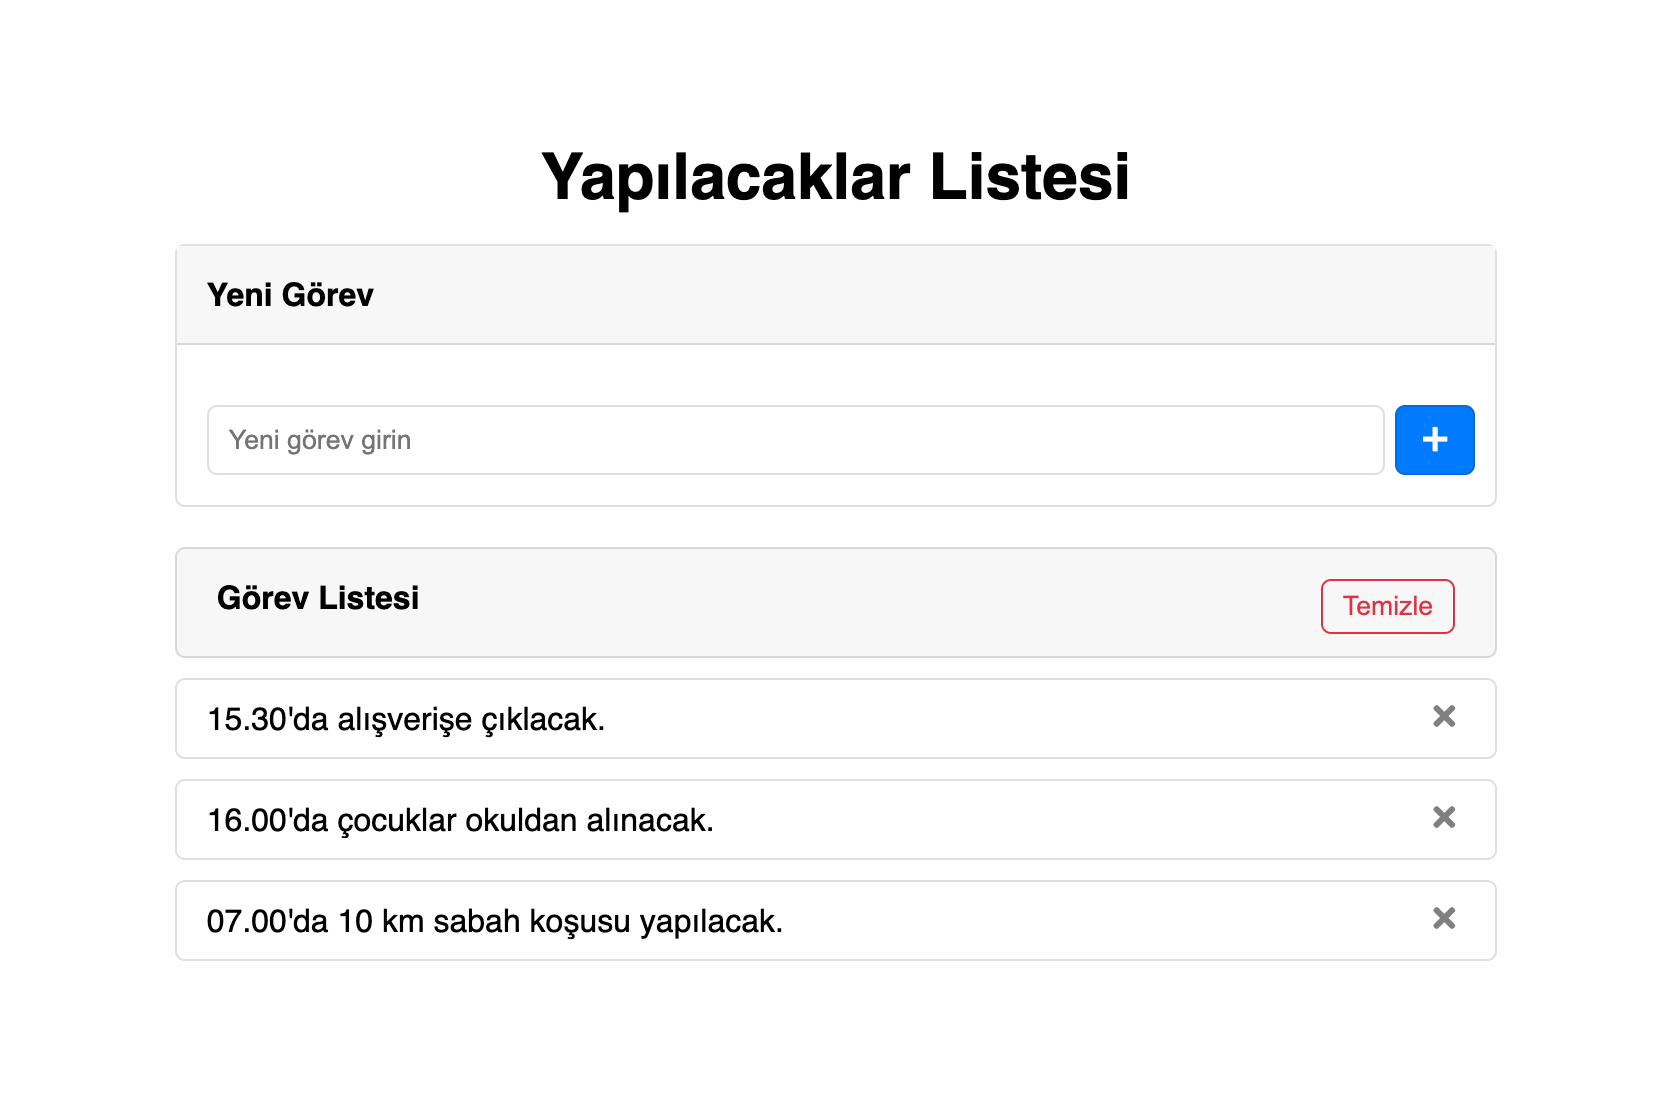 Yapılacaklar Listesi
Yeni Görev
Yeni görev girin
Görev Listesi
Temizle
15.30'da alışverişe çıklacak.
16.00'da çocuklar okuldan alınacak.
07.00'da 10 km sabah koşusu yapılacak.